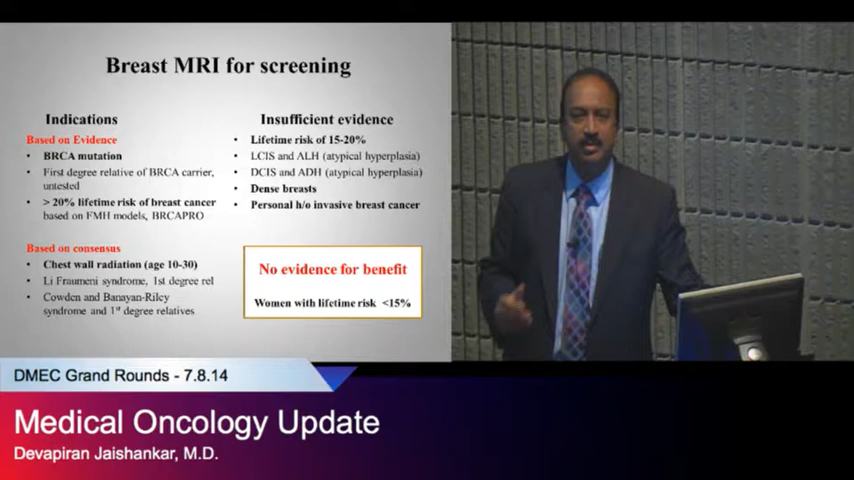 Breast MRI for screening
Indications
Based on Evidence
• BRCA mutation
• First degree relative of BRCA carrier,
untested
• > 20% lifetime risk of breast cancer
based on FMH models, BRCAPRO
Based on consensus
• Chest wall radiation (age 10-30)
• Li Fraumeni syndrome, 1st degree rel
• Cowden and Banayan-Riley
syndrome and 1st degree relatives
Insufficient evidence
• Lifetime risk of 15-20%
• LCIS and ALH (atypical hyperplasia)
• DCIS and ADH (atypical hyperplasia)
• Dense breasts
• Personal h/o invasive breast cancer
No evidence for benefit
Women with lifetime risk <15%
DMEC Grand Rounds - 7.8.14
Medical Oncology Update
Devapiran Jaishankar, M.D.